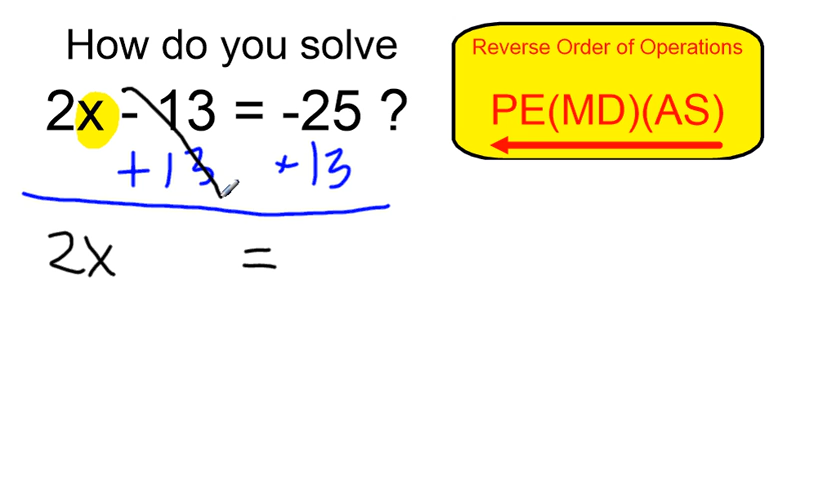 How do you solve
2x - 13 = -25 ?
+13 +13
2x =
Reverse Order of Operations
PE(MD)(AS)